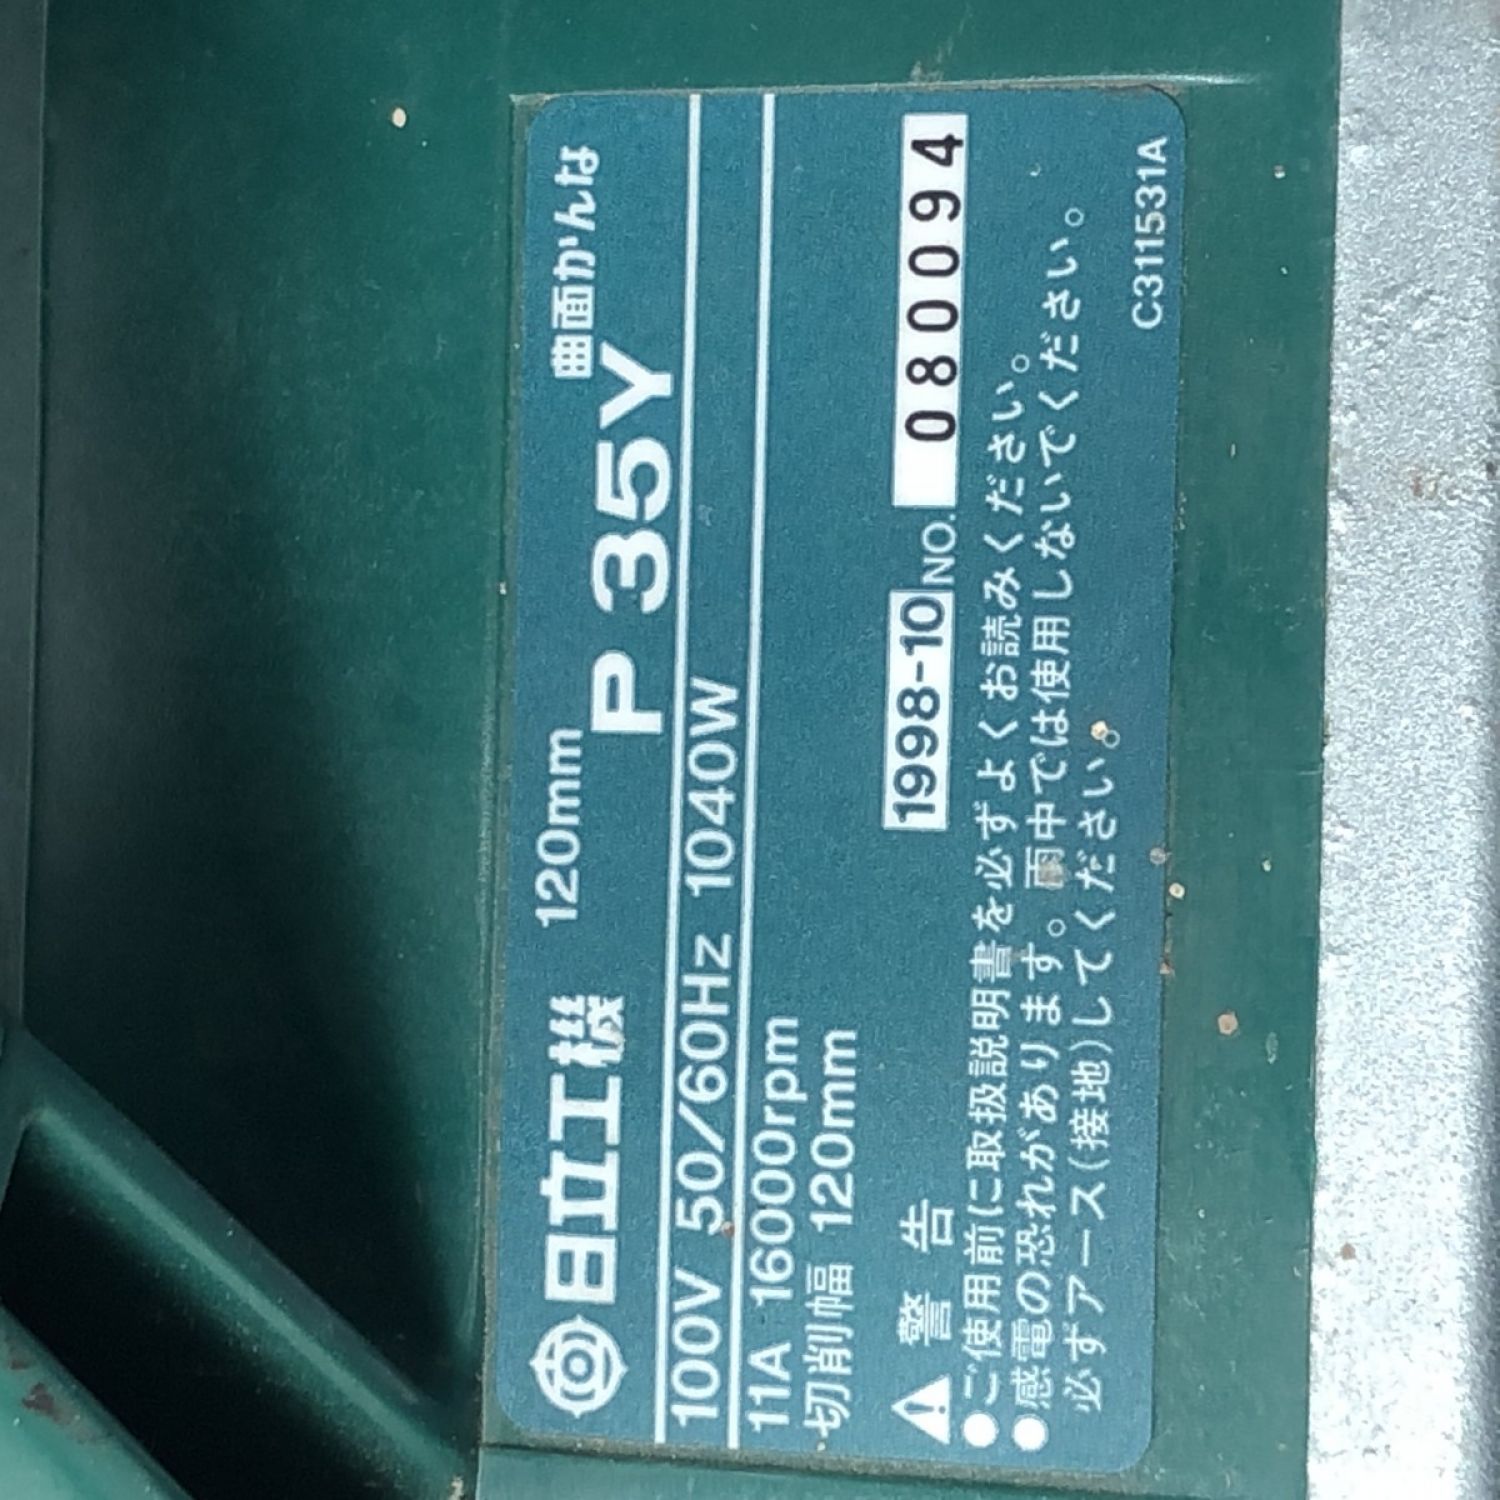 日立工機 120mm 曲面かんな
P 35Y
100V 50/60Hz 1040W
11A 16000rpm
切削幅 120mm
1998-10 NO. 080094
警告
●ご使用前に取扱説明書を必ずよくお読みください。
●感電の恐れがあります。雨中では使用しないでください。
必ずアース(接地)してください。
C311531A